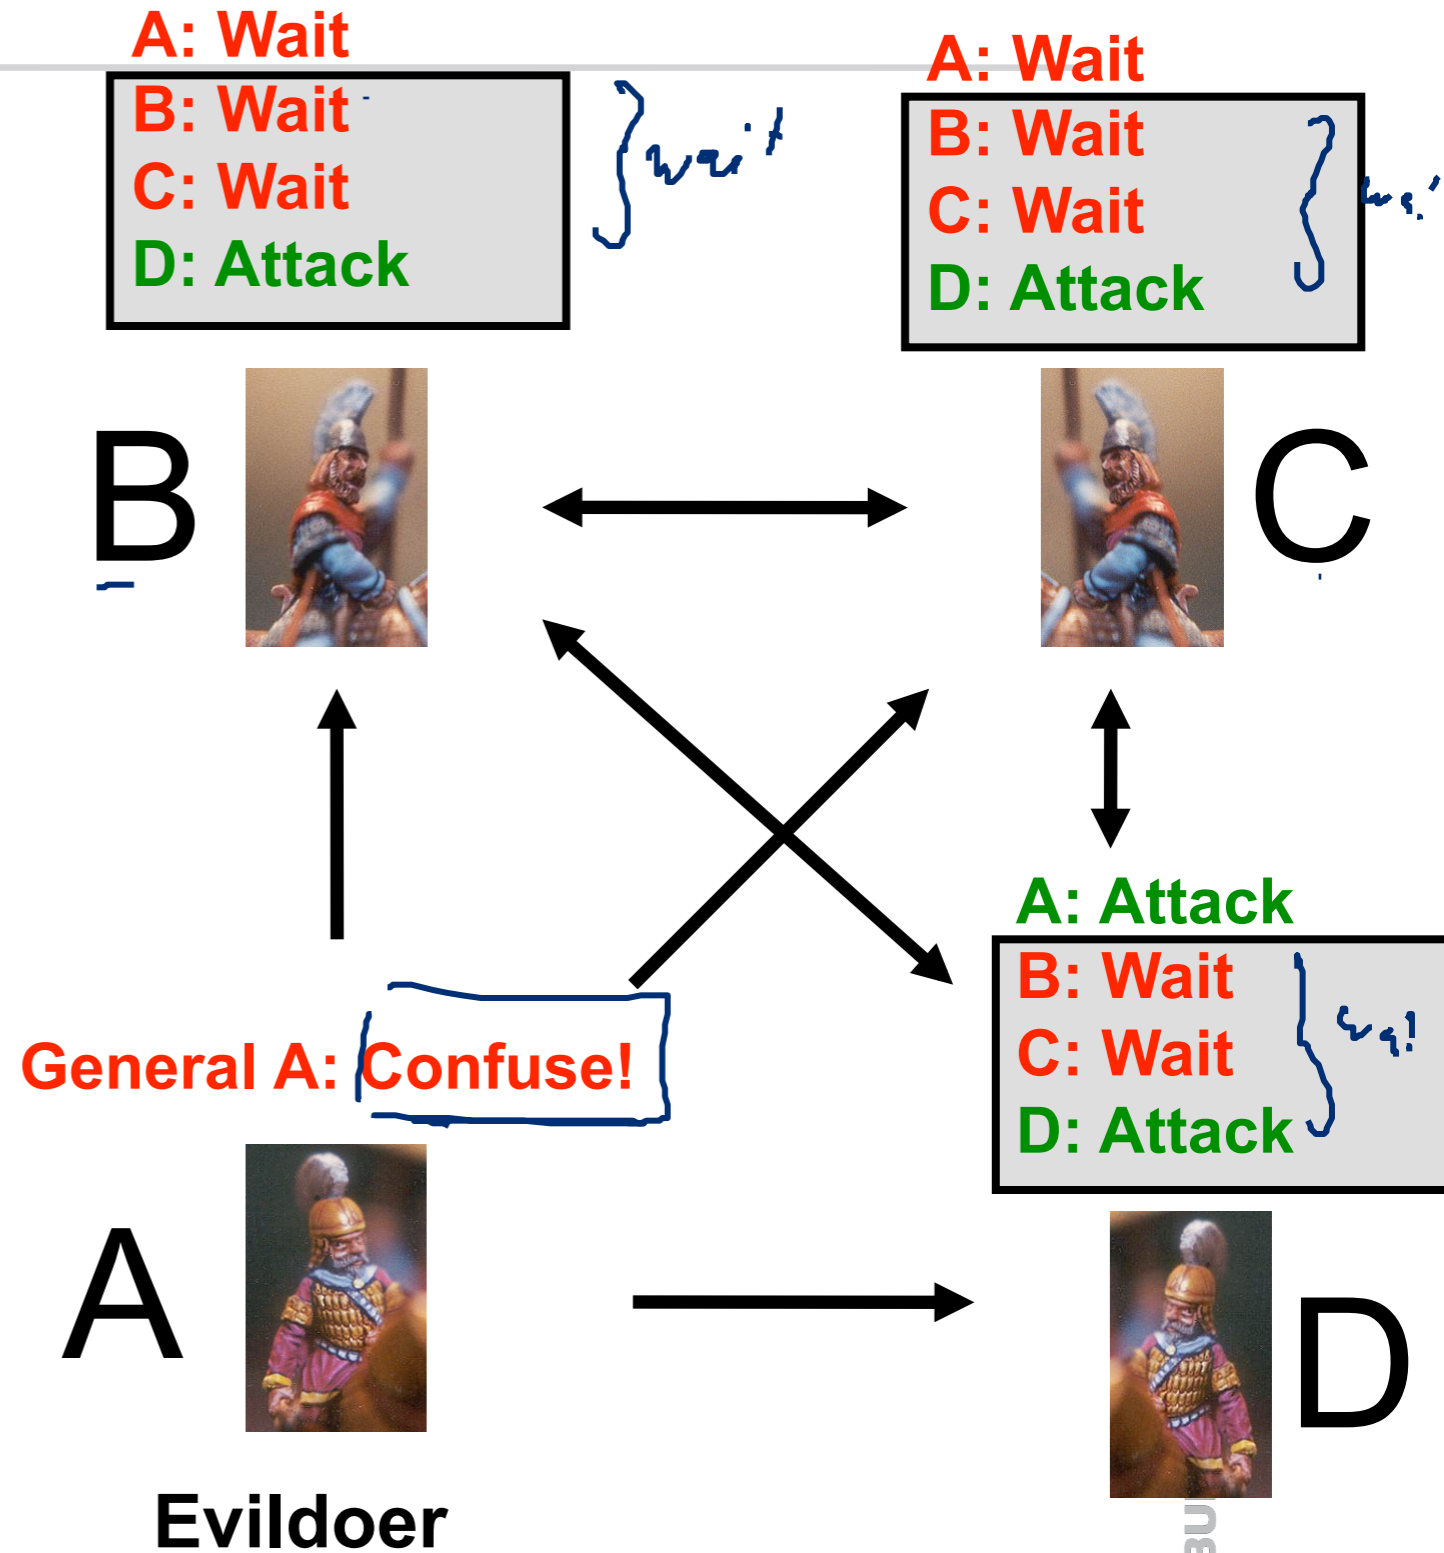 A: Wait
B: Wait
C: Wait
D: Attack
wait
A: Wait
B: Wait
C: Wait
D: Attack
B
C
A: Attack
B: Wait
C: Wait
D: Attack
General A: Confuse!
A
D
Evildoer